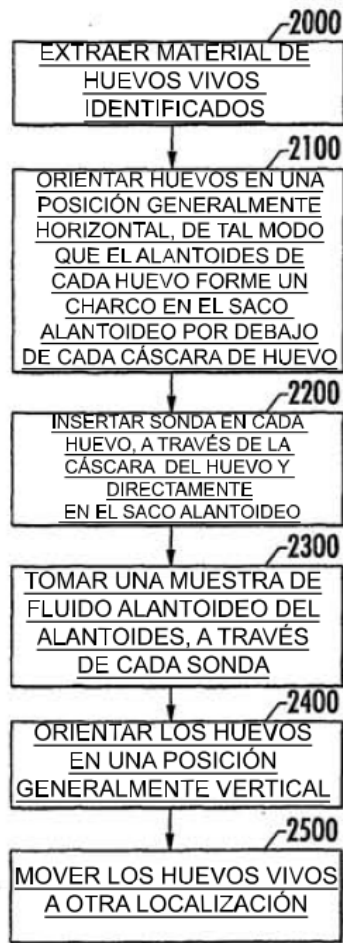 2000
EXTRAER MATERIAL DE
HUEVOS VIVOS
IDENTIFICADOS
2100
ORIENTAR HUEVOS EN UNA
POSICIÓN GENERALMENTE
HORIZONTAL, DE TAL MODO
QUE EL ALANTOIDES DE
CADA HUEVO FORME UN
CHARCO EN EL SACO
ALANTOIDEO POR DEBAJO
DE CADA CÁSCARA DE HUEVO
2200
INSERTAR SONDA EN CADA
HUEVO, A TRAVÉS DE LA
CÁSCARA DEL HUEVO Y
DIRECTAMENTE
EN EL SACO ALANTOIDEO
2300
TOMAR UNA MUESTRA DE
FLUIDO ALANTOIDEO DEL
ALANTOIDES, A TRAVÉS
DE CADA SONDA
2400
ORIENTAR LOS HUEVOS
EN UNA POSICIÓN
GENERALMENTE VERTICAL
2500
MOVER LOS HUEVOS VIVOS
A OTRA LOCALIZACIÓN